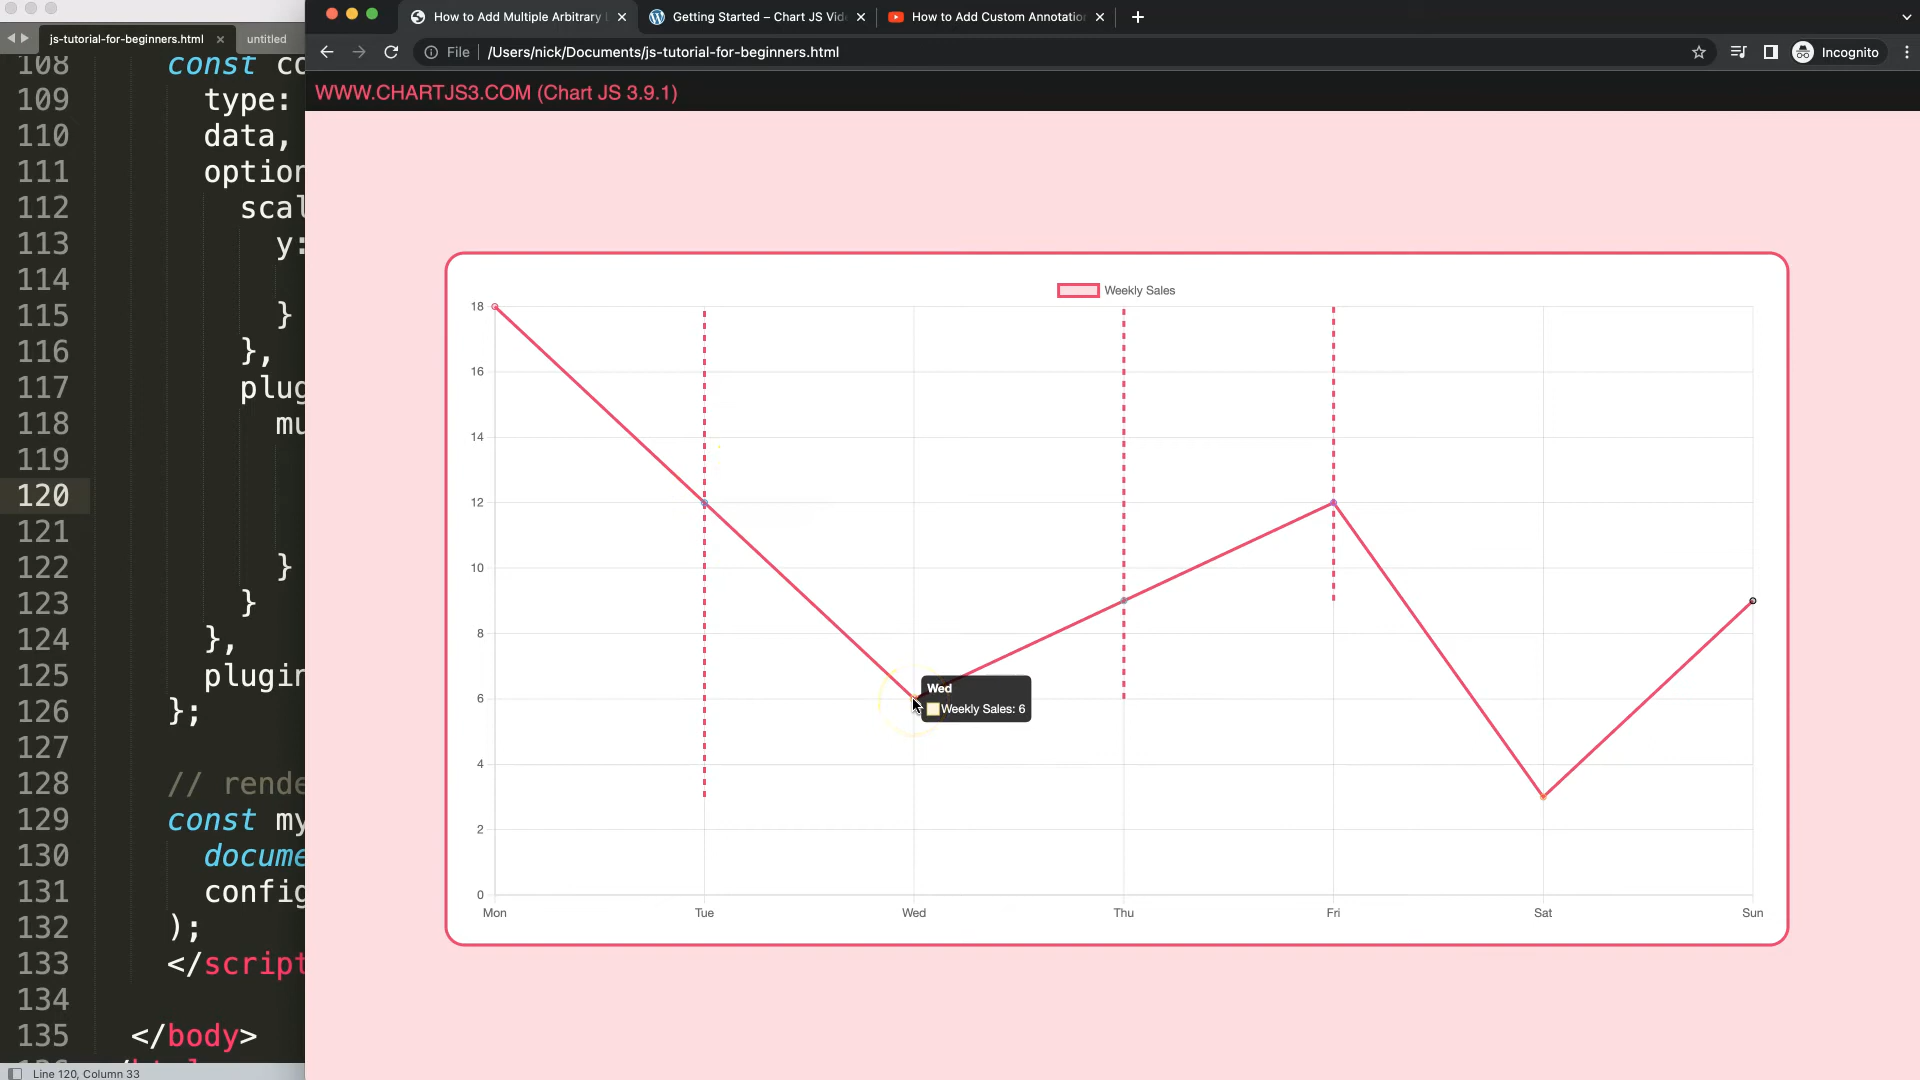 js-tutorial-for-beginners.html
untitled
How to Add Multiple Arbitrary
Getting Started – Chart JS Vid
How to Add Custom Annotation
File
/Users/nick/Documents/js-tutorial-for-beginners.html
Incognito
WWW.CHARTJS3.COM (Chart JS 3.9.1)
108 const co
109 type:
110 data,
111 option
112 scal
113 y:
114
115 }
116 },
117 plug
118 mu
119
120
121
122 }
123 }
124 },
125 plugin
126 };
127
128 // rende
129 const my
130 docume
131 config
132 );
133 </script
134
135 </body>
Line 120, Column 33
Weekly Sales
18
16
14
12
10
8
6
4
2
0
Wed
Weekly Sales: 6
Mon Tue Wed Thu Fri Sat Sun